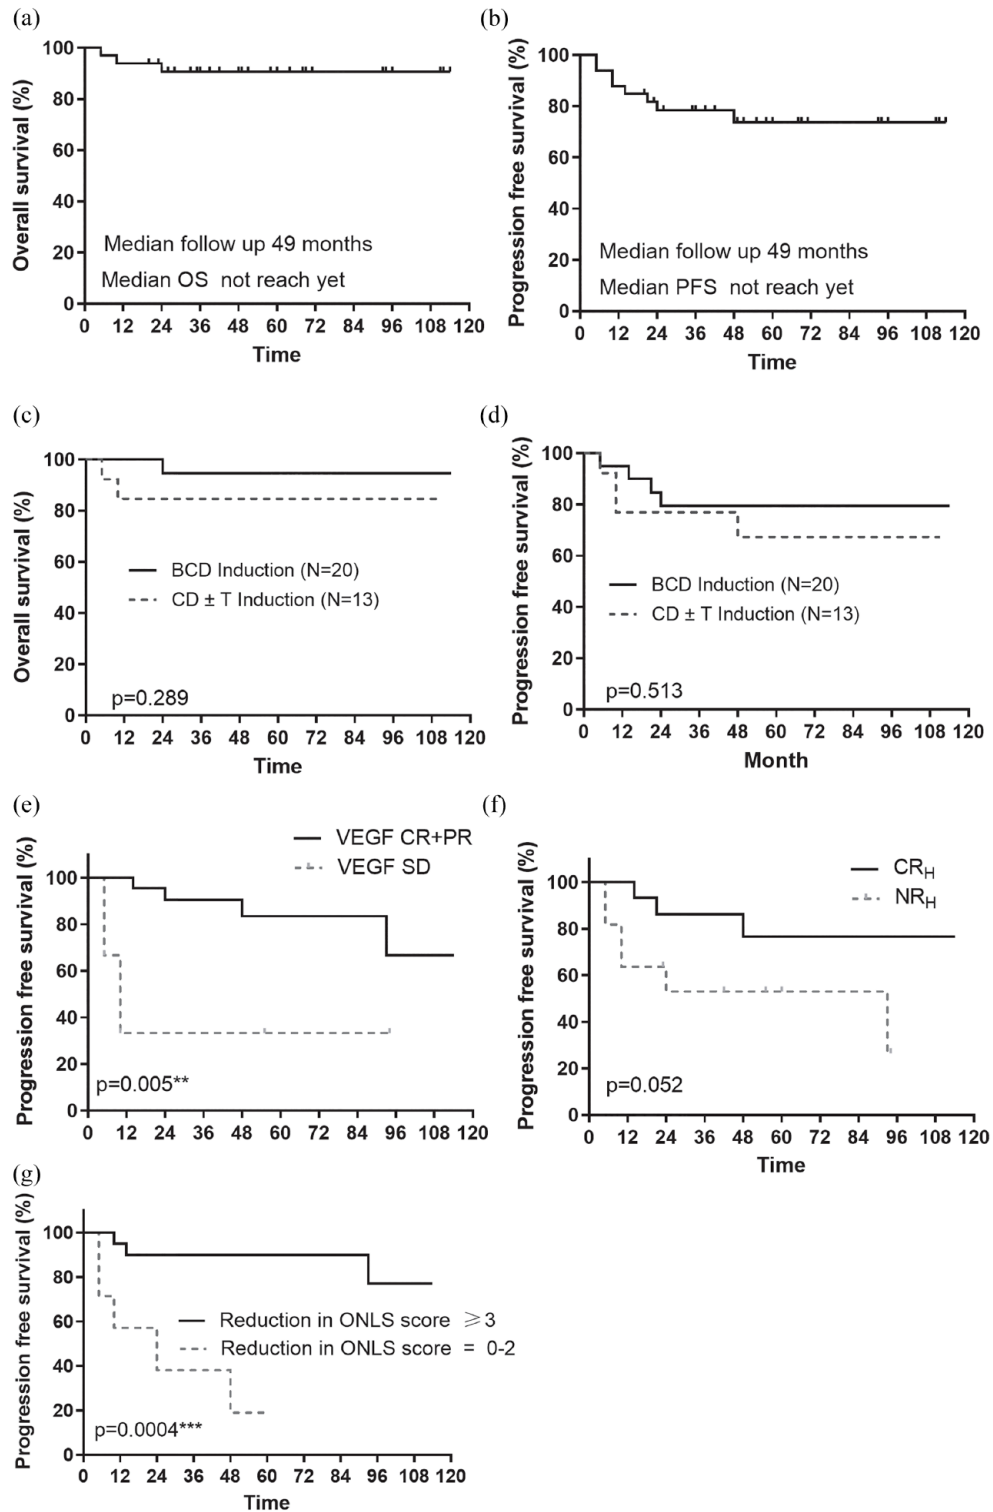 (a)
100
80
60
40
20
0
Overall survival (%)
Median follow up 49 months
Median OS not reach yet
0 12 24 36 48 60 72 84 96 108 120
Time
(b)
100
80
60
40
20
0
Progression free survival (%)
Median follow up 49 months
Median PFS not reach yet
0 12 24 36 48 60 72 84 96 108 120
Time
(c)
100
80
60
40
20
0
Overall survival (%)
BCD Induction (N=20)
CD ± T Induction (N=13)
p=0.289
0 12 24 36 48 60 72 84 96 108 120
Time
(d)
100
80
60
40
20
0
Progression free survival (%)
BCD Induction (N=20)
CD ± T Induction (N=13)
p=0.513
0 12 24 36 48 60 72 84 96 108 120
Month
(e)
VEGF CR+PR
VEGF SD
100
80
60
40
20
0
Progression free survival (%)
p=0.005**
0 12 24 36 48 60 72 84 96 108 120
(f)
CRH
NRH
100
80
60
40
20
0
Progression free survival (%)
p=0.052
0 12 24 36 48 60 72 84 96 108 120
Time
(g)
100
80
60
40
20
0
Progression free survival (%)
Reduction in ONLS score ≥3
Reduction in ONLS score = 0-2
p=0.0004***
0 12 24 36 48 60 72 84 96 108 120
Time